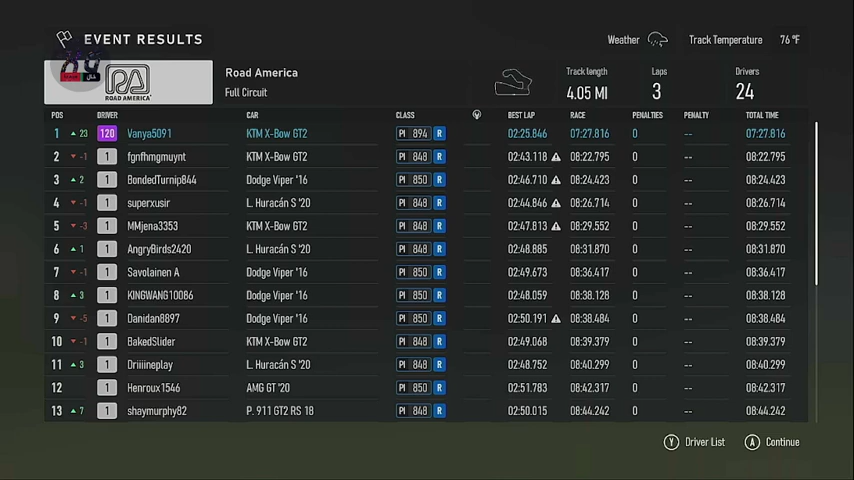 EVENT RESULTS
Weather Track Temperature 76 °F
RA
ROAD AMERICA
Road America
Full Circuit
Track length Laps Drivers
4.05 MI 3 24
POS DRIVER CAR CLASS BEST LAP RACE PENALTIES PENALTY TOTAL TIME
1 23 120 Vanya5091 KTM X-Bow GT2 PI 894 R 02:25.846 07:27.816 0 -- 07:27.816
2 -1 1 fgnfhmgmuynt KTM X-Bow GT2 PI 848 R 02:43.118 08:22.795 0 -- 08:22.795
3 2 1 BondedTurnip844 Dodge Viper '16 PI 850 R 02:46.710 08:24.423 0 -- 08:24.423
4 -1 1 superxusir L. Huracán S '20 PI 848 R 02:44.846 08:26.714 0 -- 08:26.714
5 -3 1 MMjena3353 KTM X-Bow GT2 PI 848 R 02:47.813 08:29.552 0 -- 08:29.552
6 1 1 AngryBirds2420 L. Huracán S '20 PI 848 R 02:48.885 08:31.870 0 -- 08:31.870
7 -1 1 Savolainen A Dodge Viper '16 PI 850 R 02:49.673 08:36.417 0 -- 08:36.417
8 3 1 KINGWANG10086 Dodge Viper '16 PI 850 R 02:48.059 08:38.128 0 -- 08:38.128
9 -5 1 Danidan8897 Dodge Viper '16 PI 850 R 02:50.191 08:38.484 0 -- 08:38.484
10 -1 1 BakedSlider KTM X-Bow GT2 PI 848 R 02:49.068 08:39.379 0 -- 08:39.379
11 3 1 Oriiiineplay L. Huracán S '20 PI 848 R 02:48.752 08:40.299 0 -- 08:40.299
12 1 Henroux1546 AMG GT '20 PI 850 R 02:51.783 08:42.317 0 -- 08:42.317
13 7 1 shaymurphy82 P. 911 GT2 RS 18 PI 848 R 02:50.015 08:44.242 0 -- 08:44.242
Y Driver List A Continue